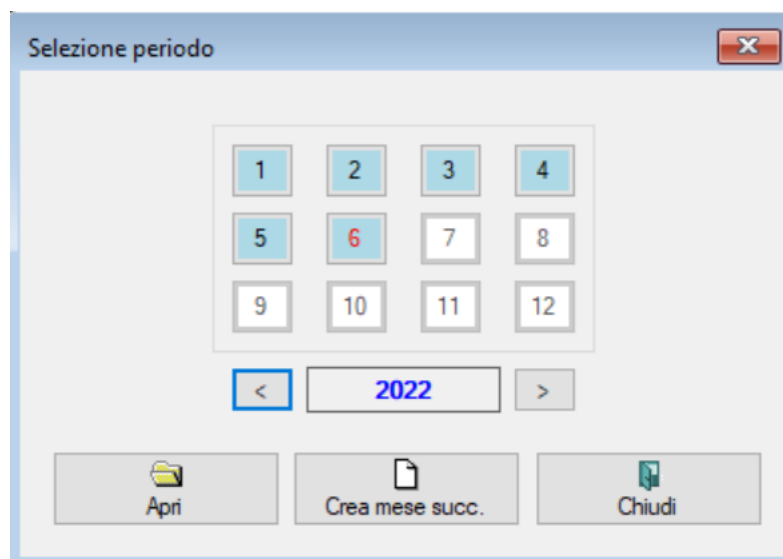 Selezione periodo
1 2 3 4
5 6 7 8
9 10 11 12
< 2022 >
Apri Crea mese succ. Chiudi